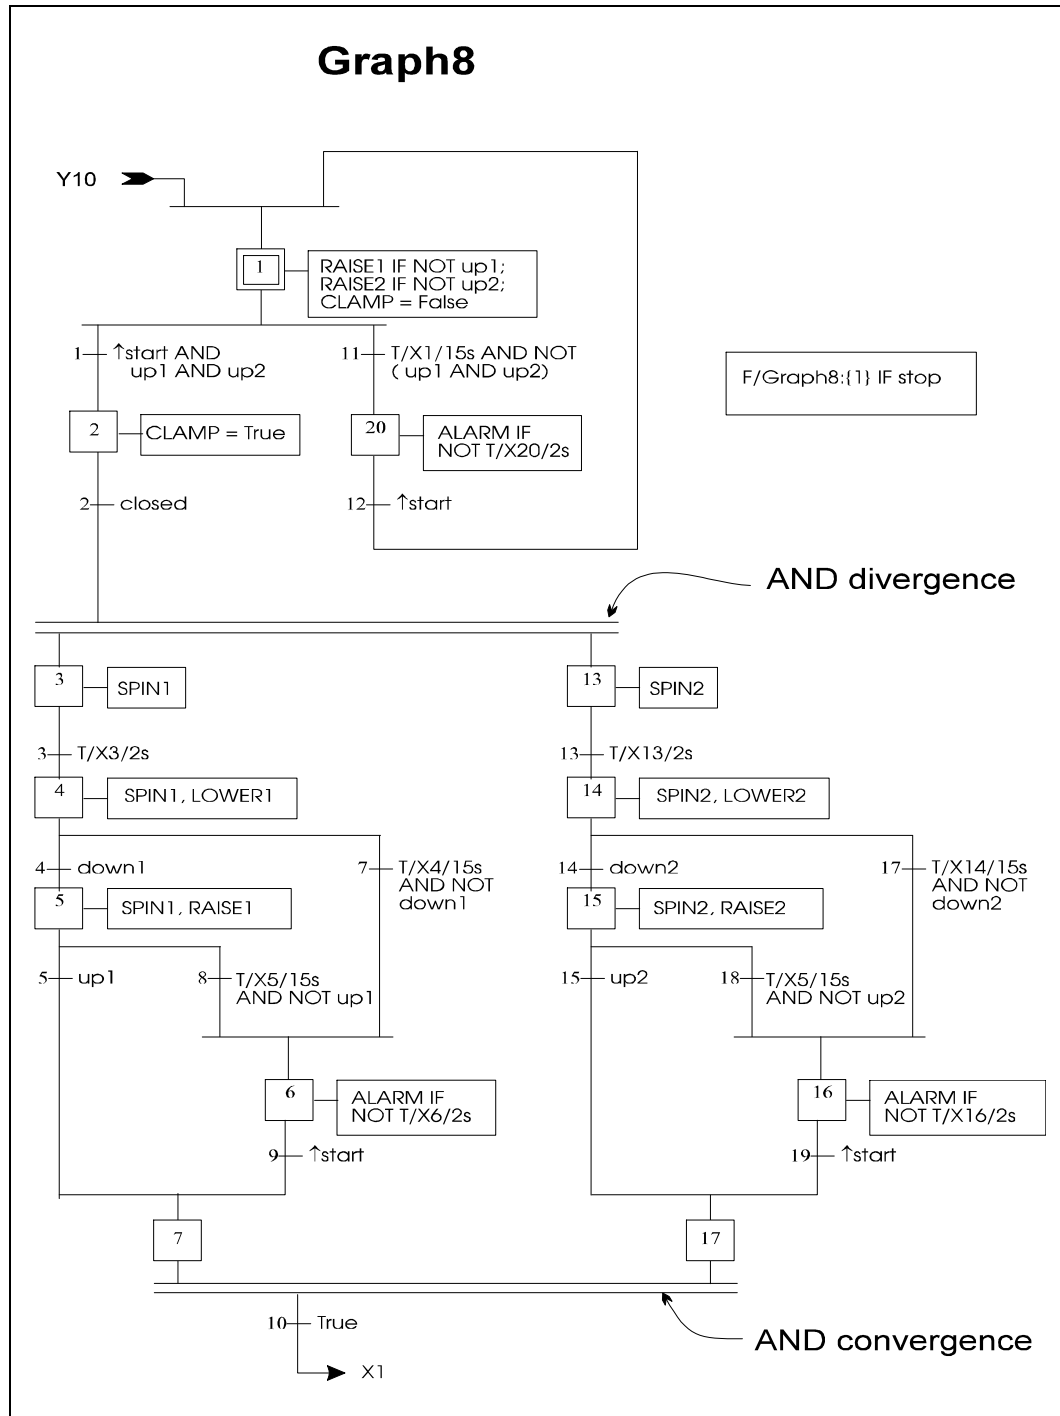 Graph8
Y10
1
RAISE1 IF NOT up1;
RAISE2 IF NOT up2;
CLAMP = False
1 ↑start AND
up1 AND up2
11 T/X1/15s AND NOT
( up1 AND up2)
F/Graph8:{1} IF stop
2
CLAMP = True
20
ALARM IF
NOT T/X20/2s
2 closed
12 ↑start
AND divergence
3
SPIN1
13
SPIN2
3 T/X3/2s
13 T/X13/2s
4
SPIN1, LOWER1
14
SPIN2, LOWER2
4 down1
7 T/X4/15s
AND NOT
down1
14 down2
17 T/X14/15s
AND NOT
down2
5
SPIN1, RAISE1
15
SPIN2, RAISE2
5 up1
8 T/X5/15s
AND NOT up1
15 up2
18 T/X5/15s
AND NOT up2
6
ALARM IF
NOT T/X6/2s
16
ALARM IF
NOT T/X16/2s
9 ↑start
19 ↑start
7
17
10 True
AND convergence
X1